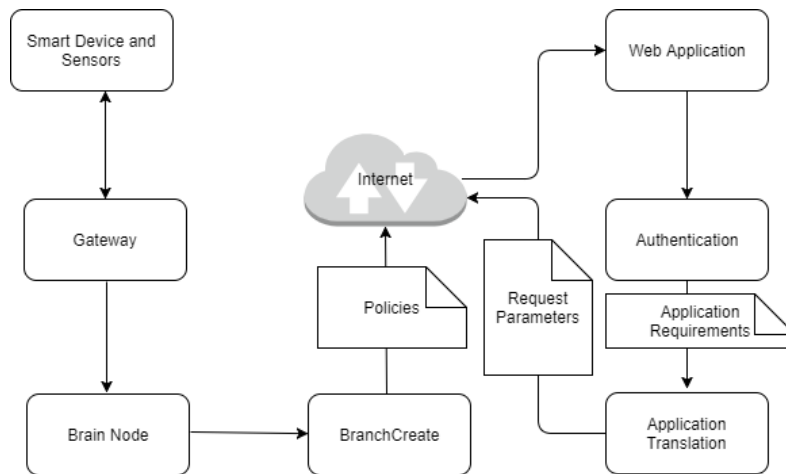 Smart Device and
Sensors
Web Application
Internet
Gateway
Authentication
Policies
Request
Parameters
Application
Requirements
Brain Node
BranchCreate
Application
Translation